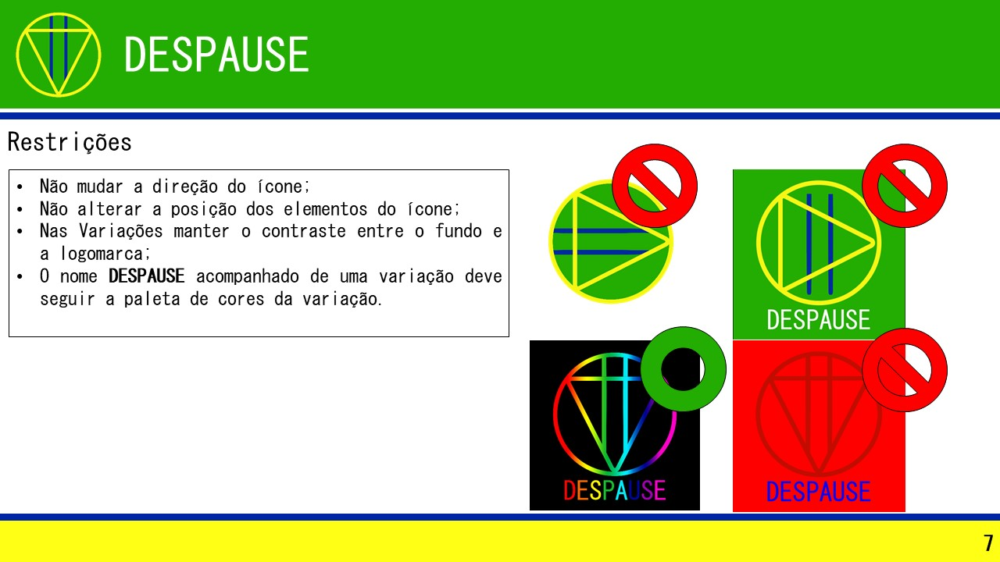 DESPAUSE
Restrições
• Não mudar a direção do ícone;
• Não alterar a posição dos elementos do ícone;
• Nas Variações manter o contraste entre o fundo e
a logomarca;
• O nome DESPAUSE acompanhado de uma variação deve
seguir a paleta de cores da variação.
DESPAUSE
DESPAUSE
DESPAUSE
7